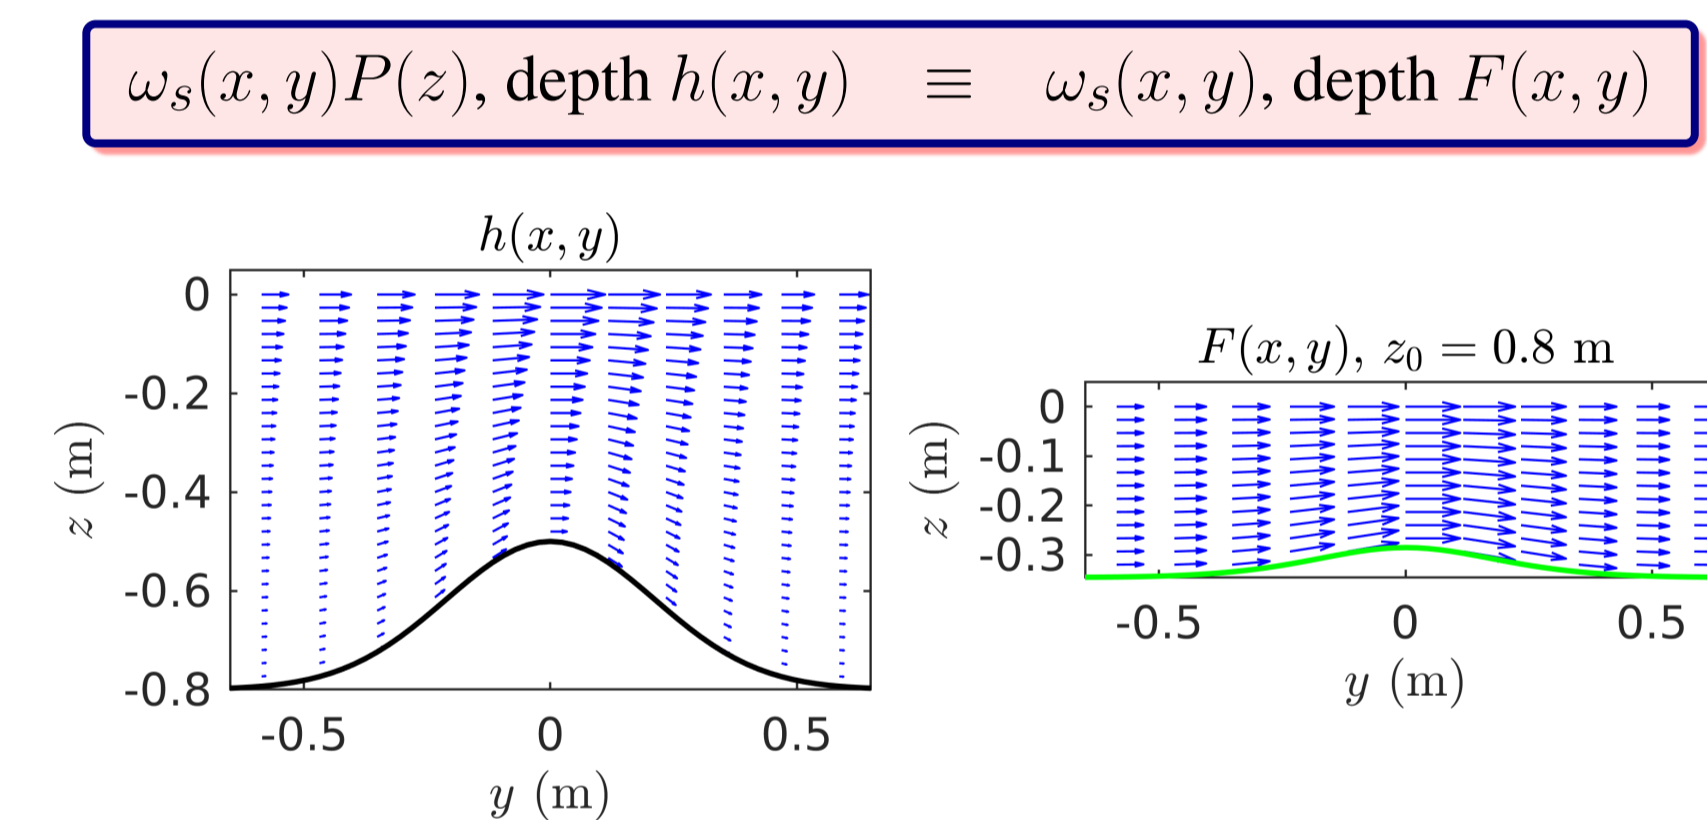 ωₛ(x, y)P(z), depth h(x, y) ≡ ωₛ(x, y), depth F(x, y)
h(x, y)
0
-0.2
-0.4
-0.6
-0.8
z (m)
-0.5 0 0.5
y (m)
F(x, y), z₀ = 0.8 m
0
-0.1
-0.2
-0.3
z (m)
-0.5 0 0.5
y (m)